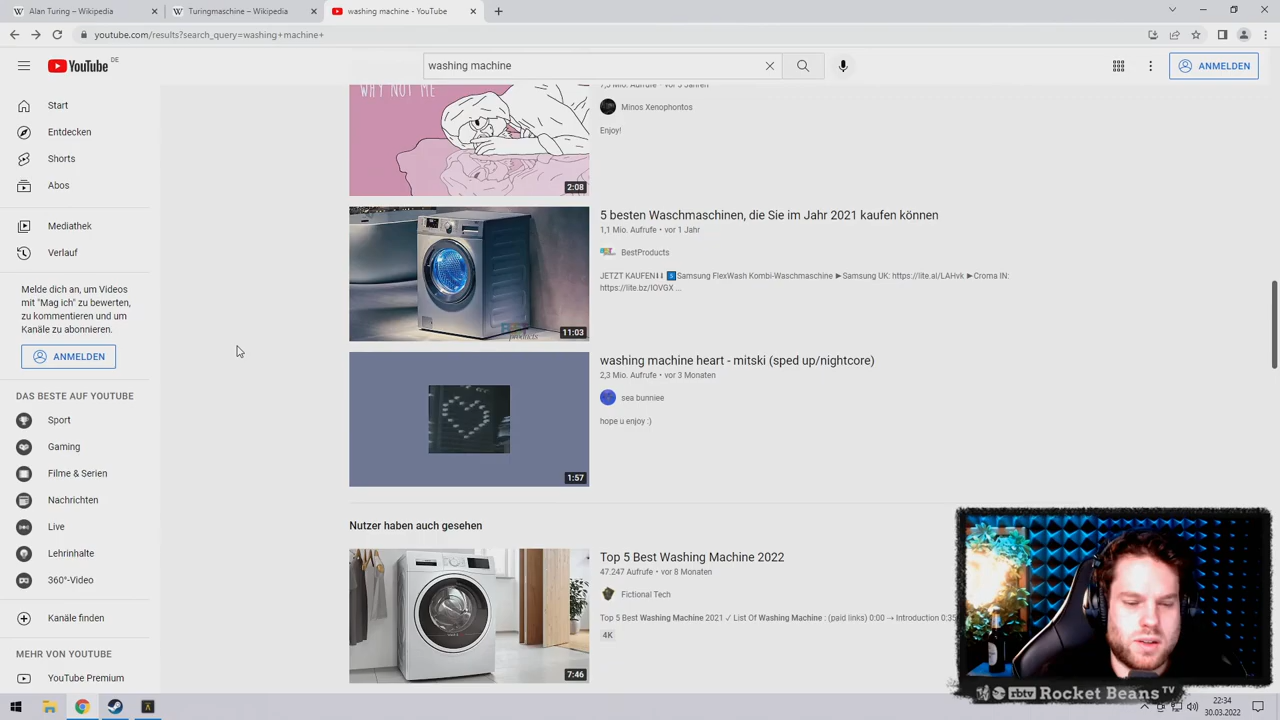 Alan Turing – Wikipedia
Turingmaschine – Wikipedia
washing machine - YouTube
youtube.com/results?search_query=washing+machine+
YouTube DE
washing machine
ANMELDEN
WHY NOT ME
Start
Minos Xenophontos
Entdecken
Enjoy!
Shorts
Abos
2:08
5 besten Waschmaschinen, die Sie im Jahr 2021 kaufen können
1,1 Mio. Aufrufe • vor 1 Jahr
Mediathek
Verlauf
BestProducts
JETZT KAUFEN⬇⬇ 5 Samsung FlexWash Kombi-Waschmaschine ►Samsung UK: https://lite.al/LAHvk ►Croma IN:
https://lite.bz/IOVGX ...
Melde dich an, um Videos
mit "Mag ich" zu bewerten,
zu kommentieren und um
Kanäle zu abonnieren.
products
11:03
ANMELDEN
washing machine heart - mitski (sped up/nightcore)
2,3 Mio. Aufrufe • vor 3 Monaten
sea bunniee
hope u enjoy :)
1:57
DAS BESTE AUF YOUTUBE
Sport
Gaming
Filme & Serien
Nachrichten
Live
Lehrinhalte
360°-Video
Kanäle finden
MEHR VON YOUTUBE
YouTube Premium
Nutzer haben auch gesehen
Top 5 Best Washing Machine 2022
47.247 Aufrufe • vor 8 Monaten
Fictional Tech
Top 5 Best Washing Machine 2021 ✓ List Of Washing Machine : (paid links) 0:00 ⇢ Introduction 0:35
4K
7:46
rbtv Rocket Beans TV
22:34
30.03.2022